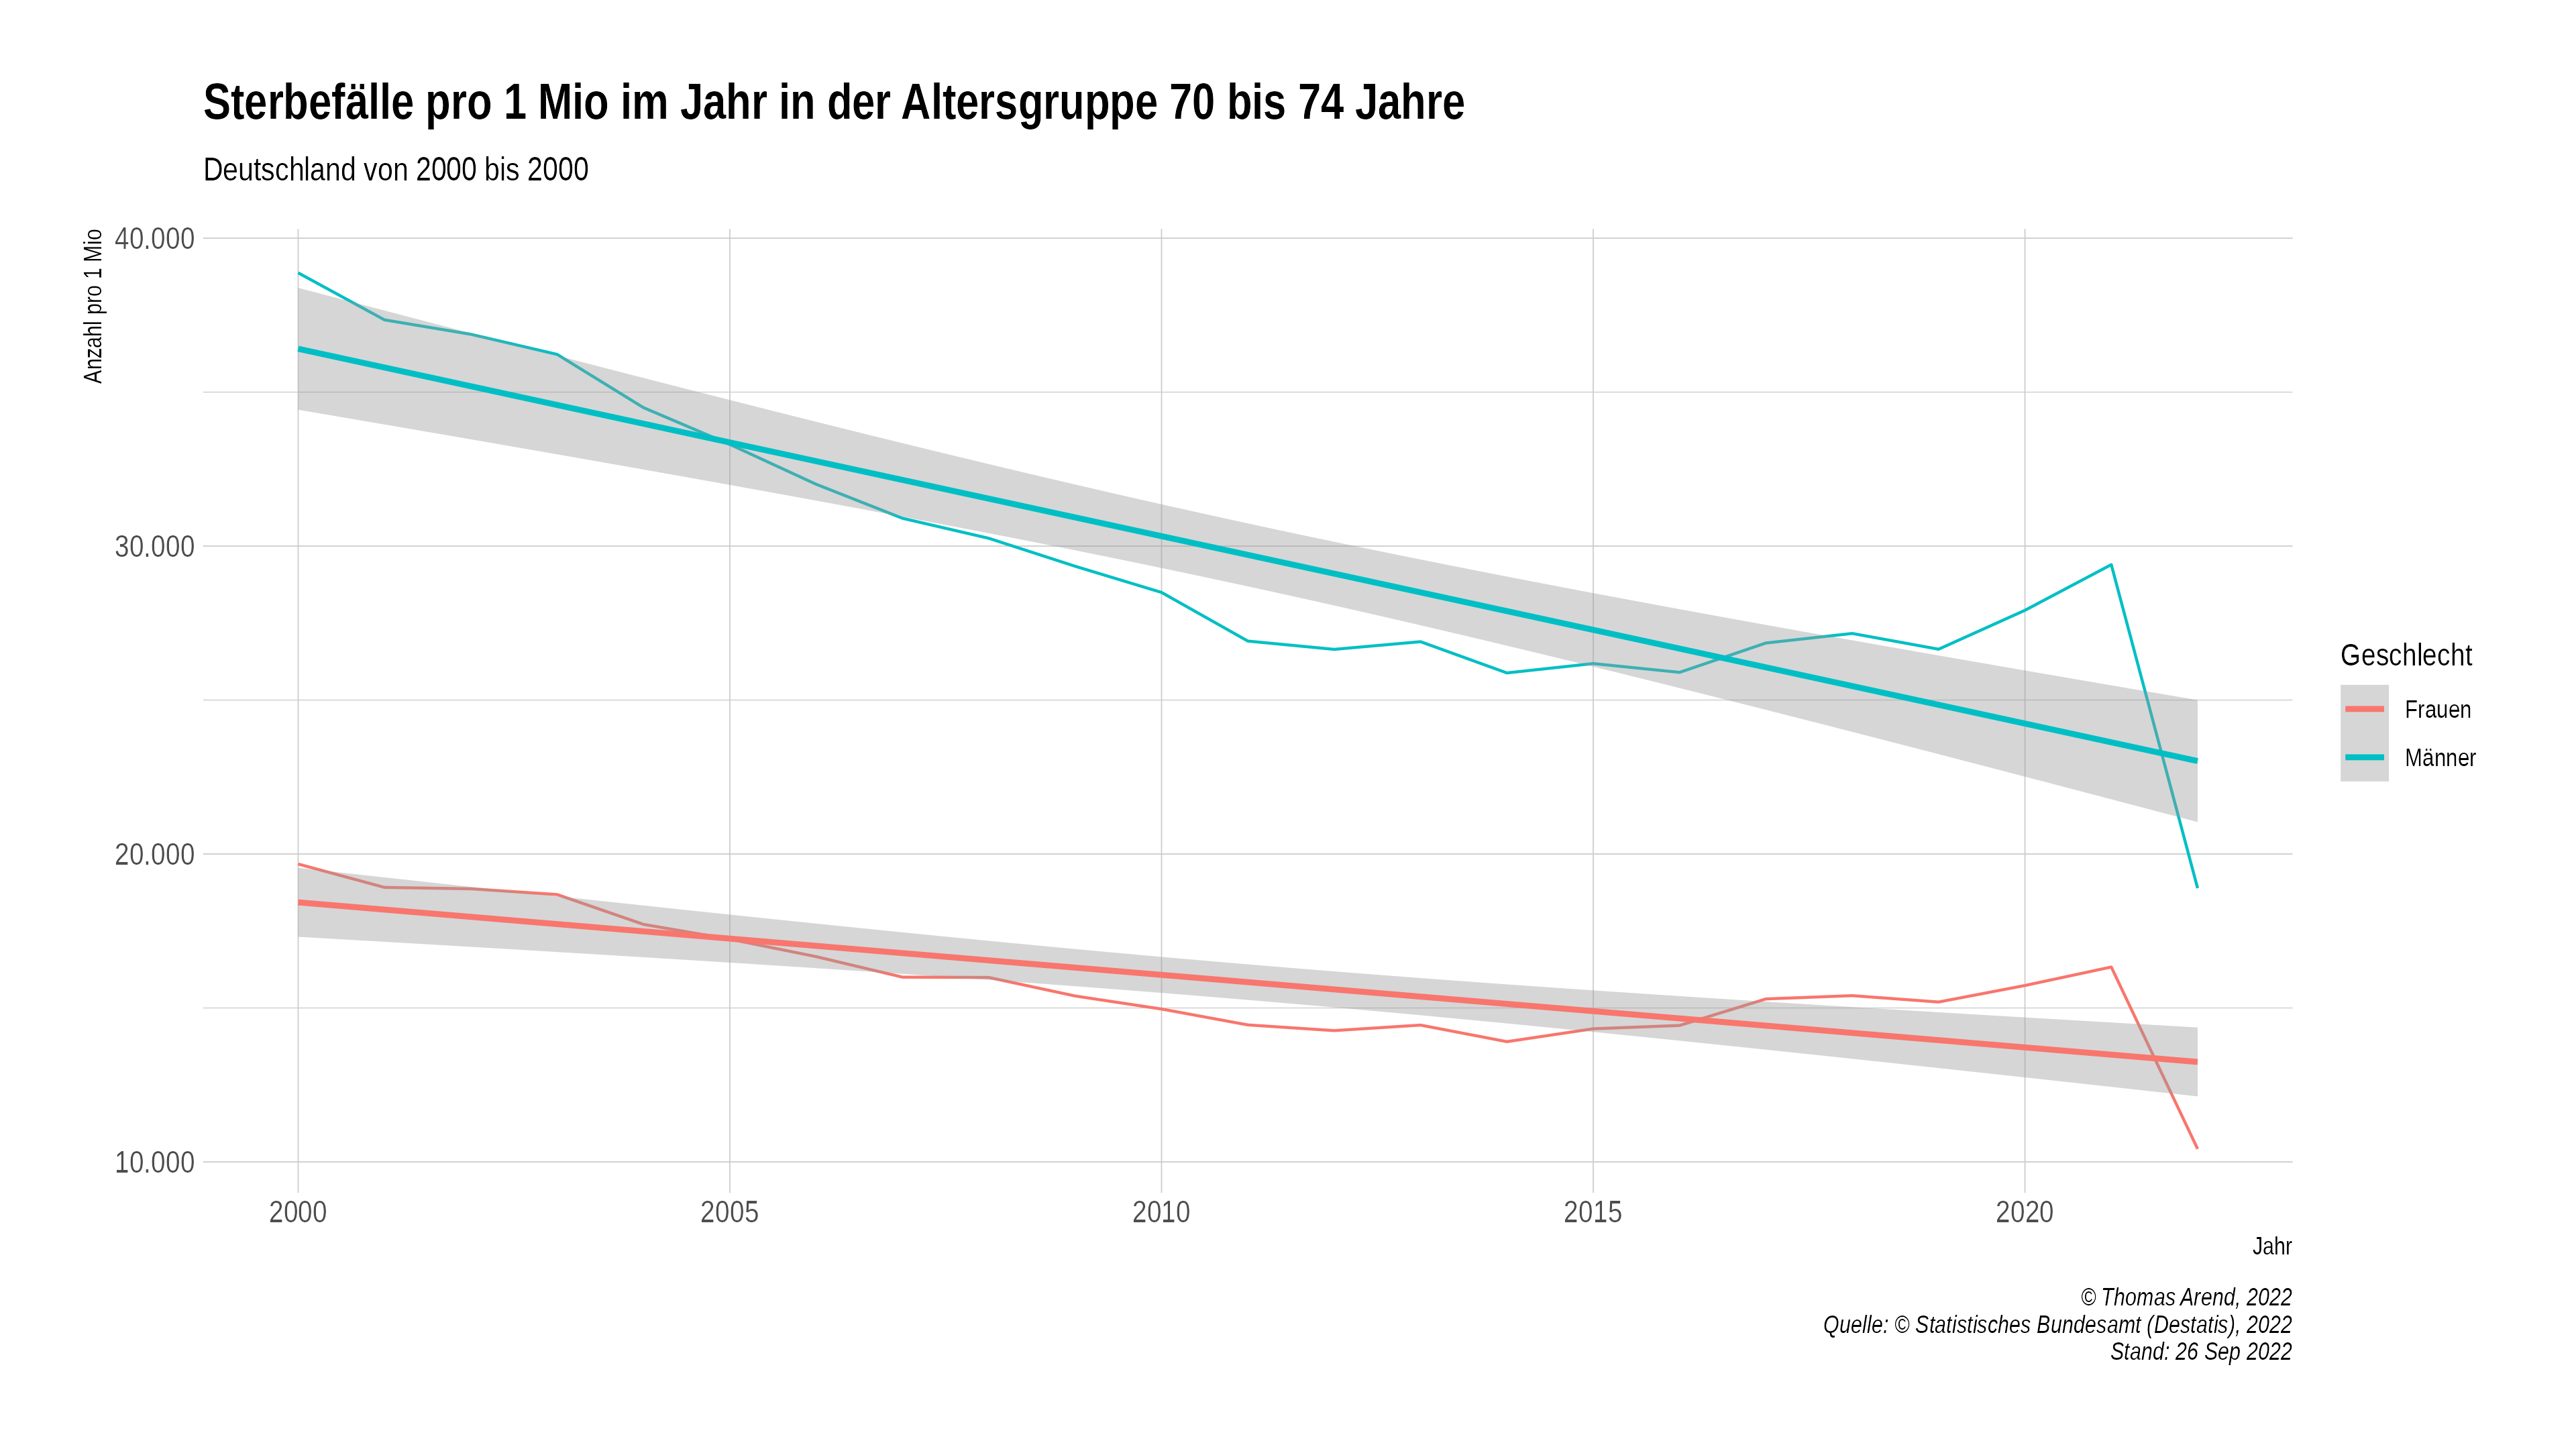 Sterbefälle pro 1 Mio im Jahr in der Altersgruppe 70 bis 74 Jahre
Deutschland von 2000 bis 2000
Anzahl pro 1 Mio
40.000
30.000
20.000
10.000
2000
2005
2010
2015
2020
Jahr
Geschlecht
Frauen
Männer
© Thomas Arend, 2022
Quelle: © Statistisches Bundesamt (Destatis), 2022
Stand: 26 Sep 2022